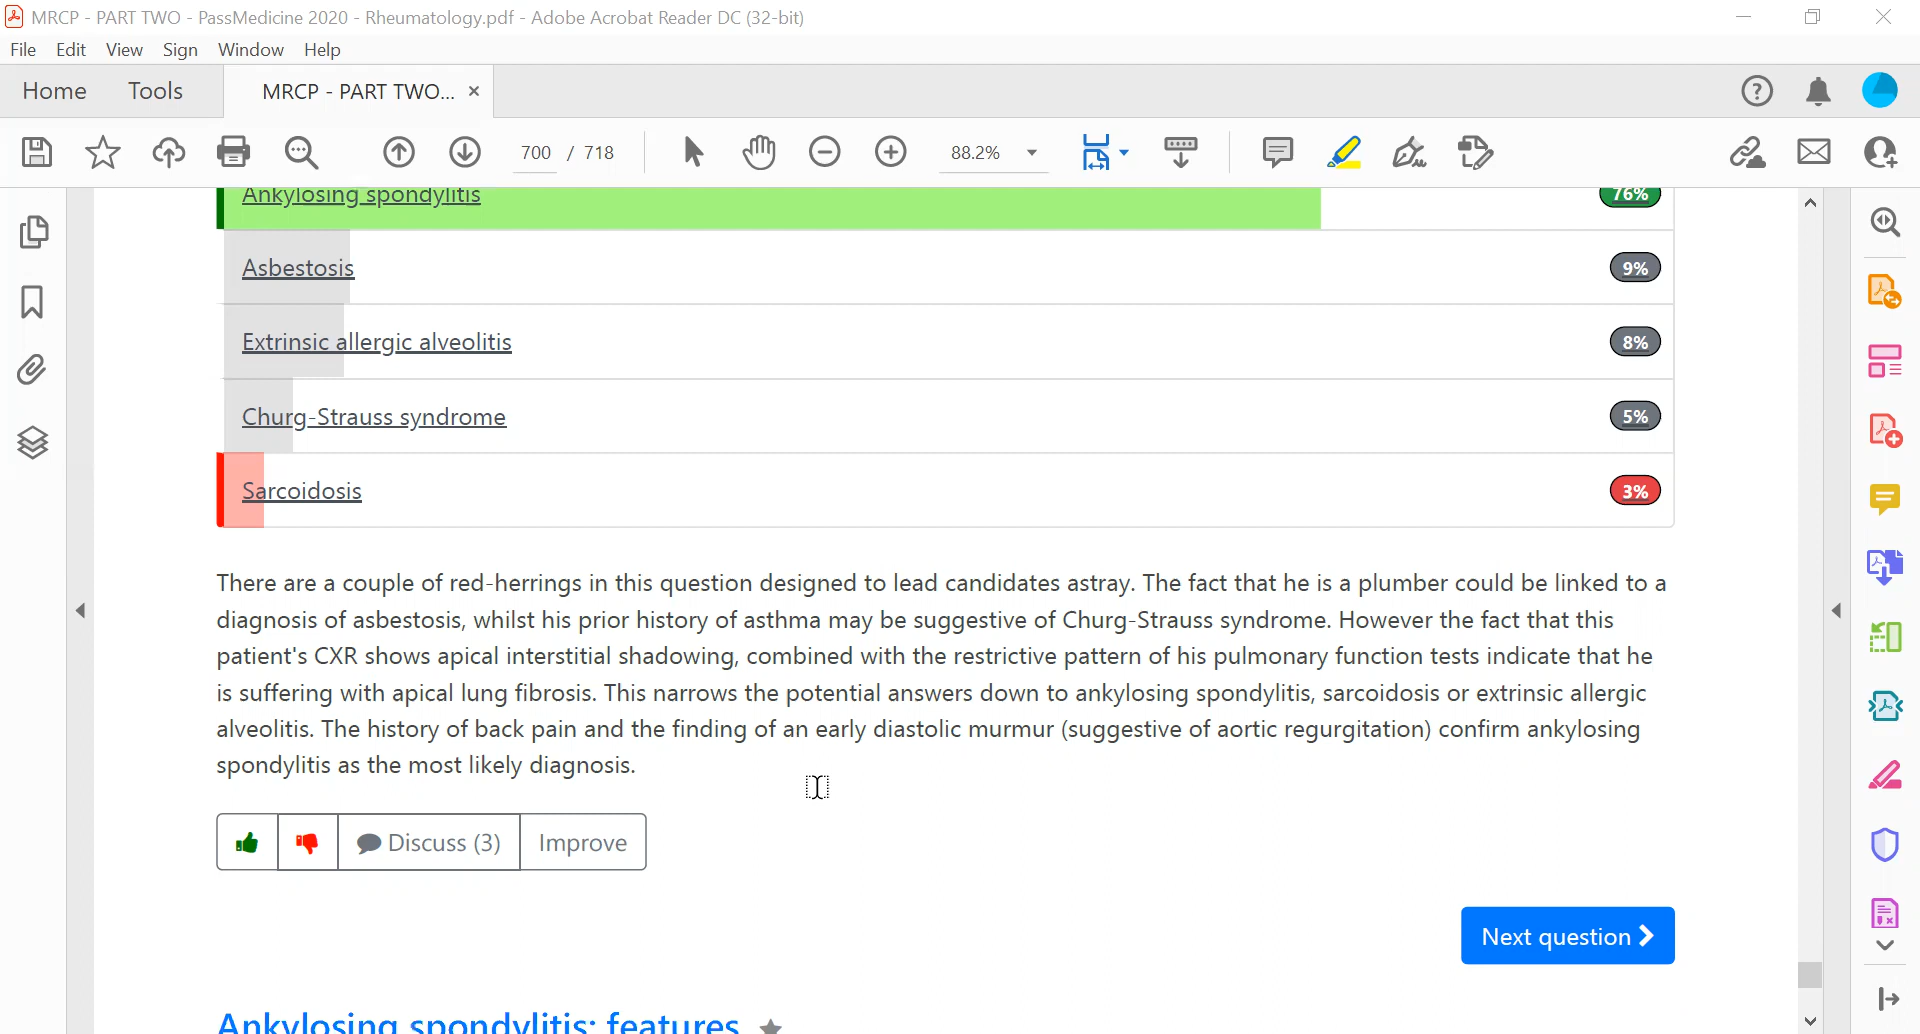 MRCP - PART TWO - PassMedicine 2020 - Rheumatology.pdf - Adobe Acrobat Reader DC (32-bit)
File Edit View Sign Window Help
Home Tools MRCP - PART TWO... ×
700 / 718 88.2%
Ankylosing spondylitis 76%
Asbestosis 9%
Extrinsic allergic alveolitis 8%
Churg-Strauss syndrome 5%
Sarcoidosis 3%
There are a couple of red-herrings in this question designed to lead candidates astray. The fact that he is a plumber could be linked to a
diagnosis of asbestosis, whilst his prior history of asthma may be suggestive of Churg-Strauss syndrome. However the fact that this
patient's CXR shows apical interstitial shadowing, combined with the restrictive pattern of his pulmonary function tests indicate that he
is suffering with apical lung fibrosis. This narrows the potential answers down to ankylosing spondylitis, sarcoidosis or extrinsic allergic
alveolitis. The history of back pain and the finding of an early diastolic murmur (suggestive of aortic regurgitation) confirm ankylosing
spondylitis as the most likely diagnosis.
Discuss (3) Improve
Next question
Ankylosing spondylitis: features